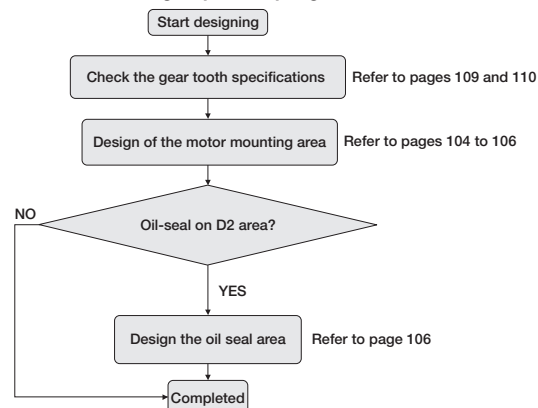 Start designing
Check the gear tooth specifications
Refer to pages 109 and 110
Design of the motor mounting area
Refer to pages 104 to 106
NO
Oil-seal on D2 area?
YES
Design the oil seal area
Refer to page 106
Completed